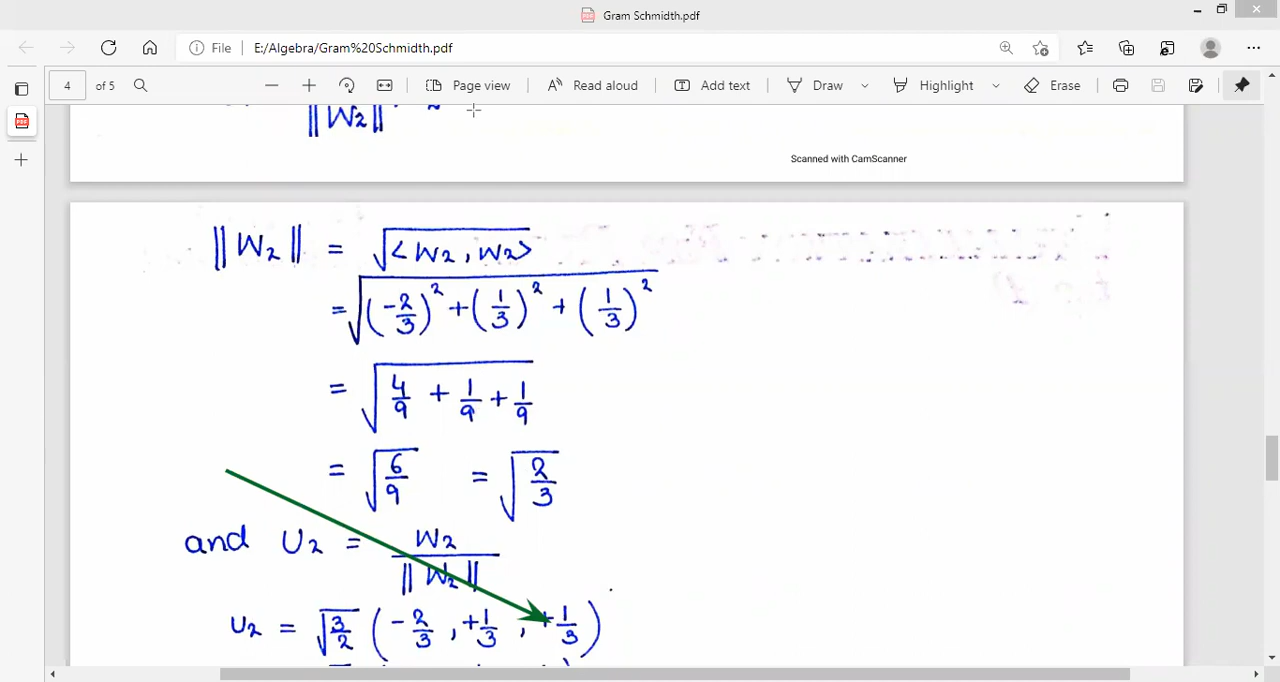 Gram Schmidth.pdf
File | E:/Algebra/Gram%20Schmidth.pdf
4 of 5 Page view Read aloud Add text Draw Highlight Erase
||W2||
Scanned with CamScanner
||W2|| = √<W2, W2>
= √(-2/3)² + (1/3)² + (1/3)²
= √4/9 + 1/9 + 1/9
= √6/9 = √2/3
and U2 = W2/||W2||
U2 = √3/2 (-2/3, +1/3, +1/3)